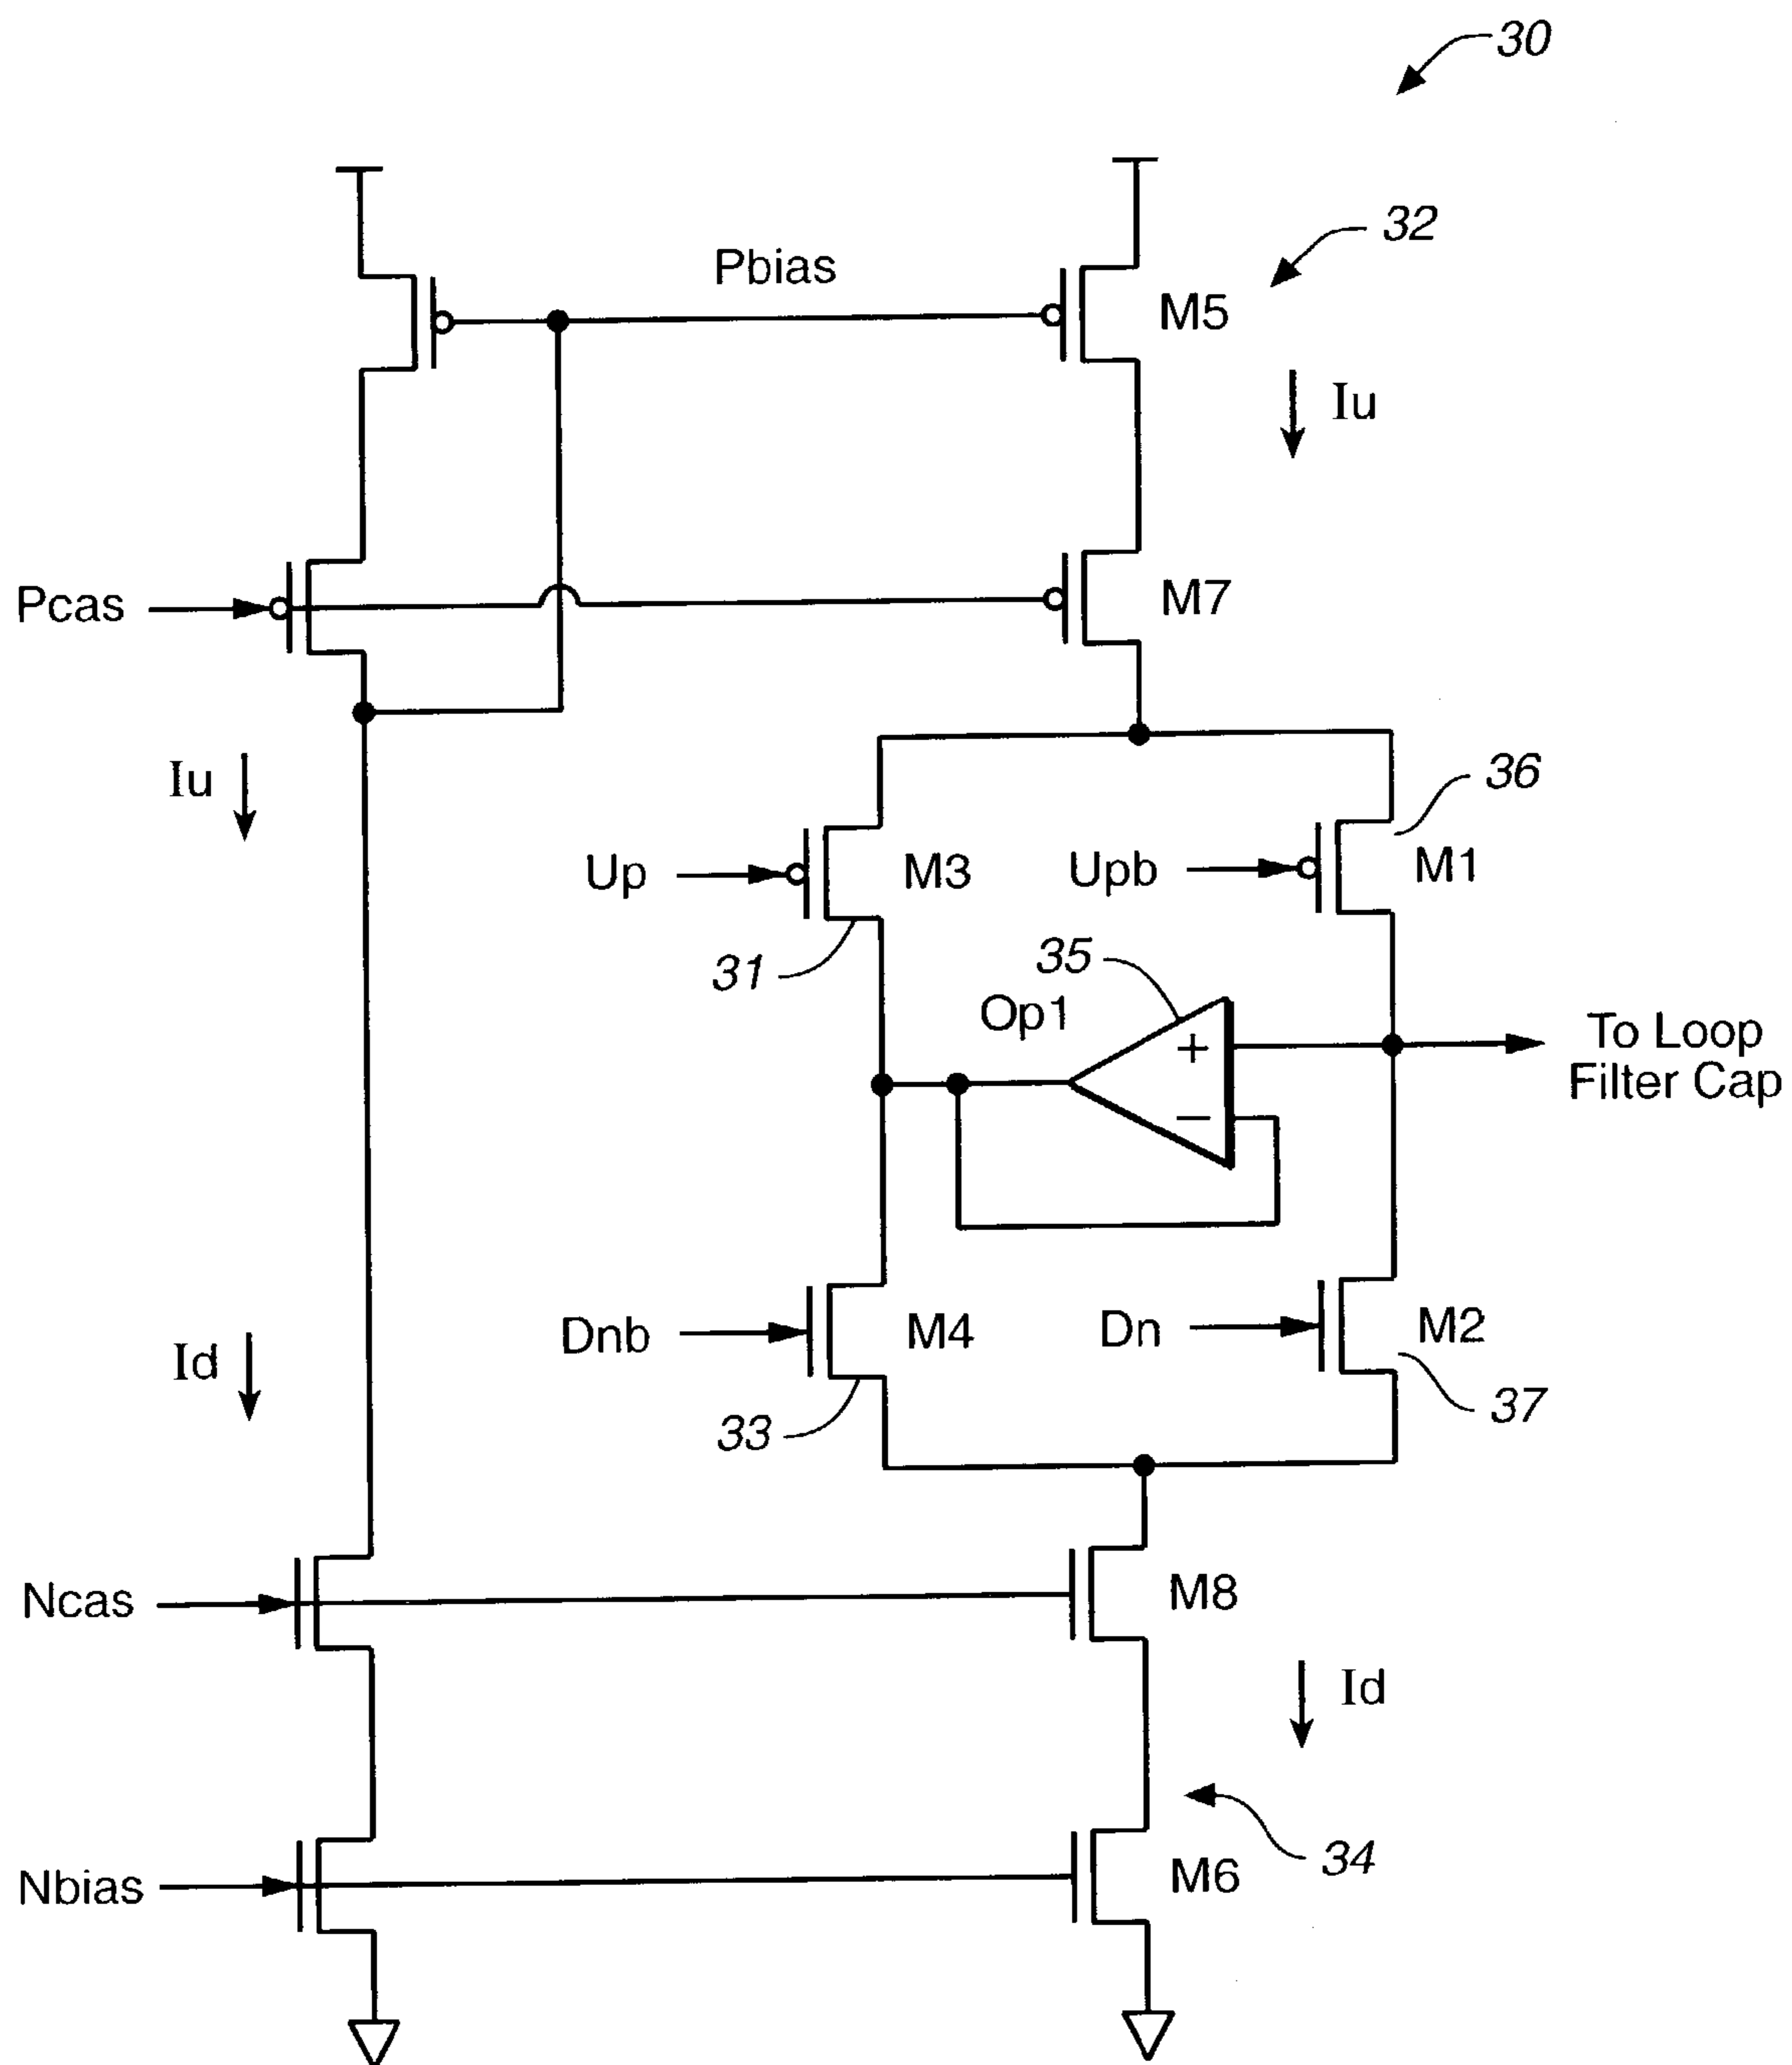 30
32
Pbias
M5
Iu
Pcas
M7
Iu
36
Up
M3
Upb
M1
31
35
Op1
+
−
To Loop
Filter Cap
Dnb
M4
Dn
M2
Id
33
37
Ncas
M8
Id
34
Nbias
M6